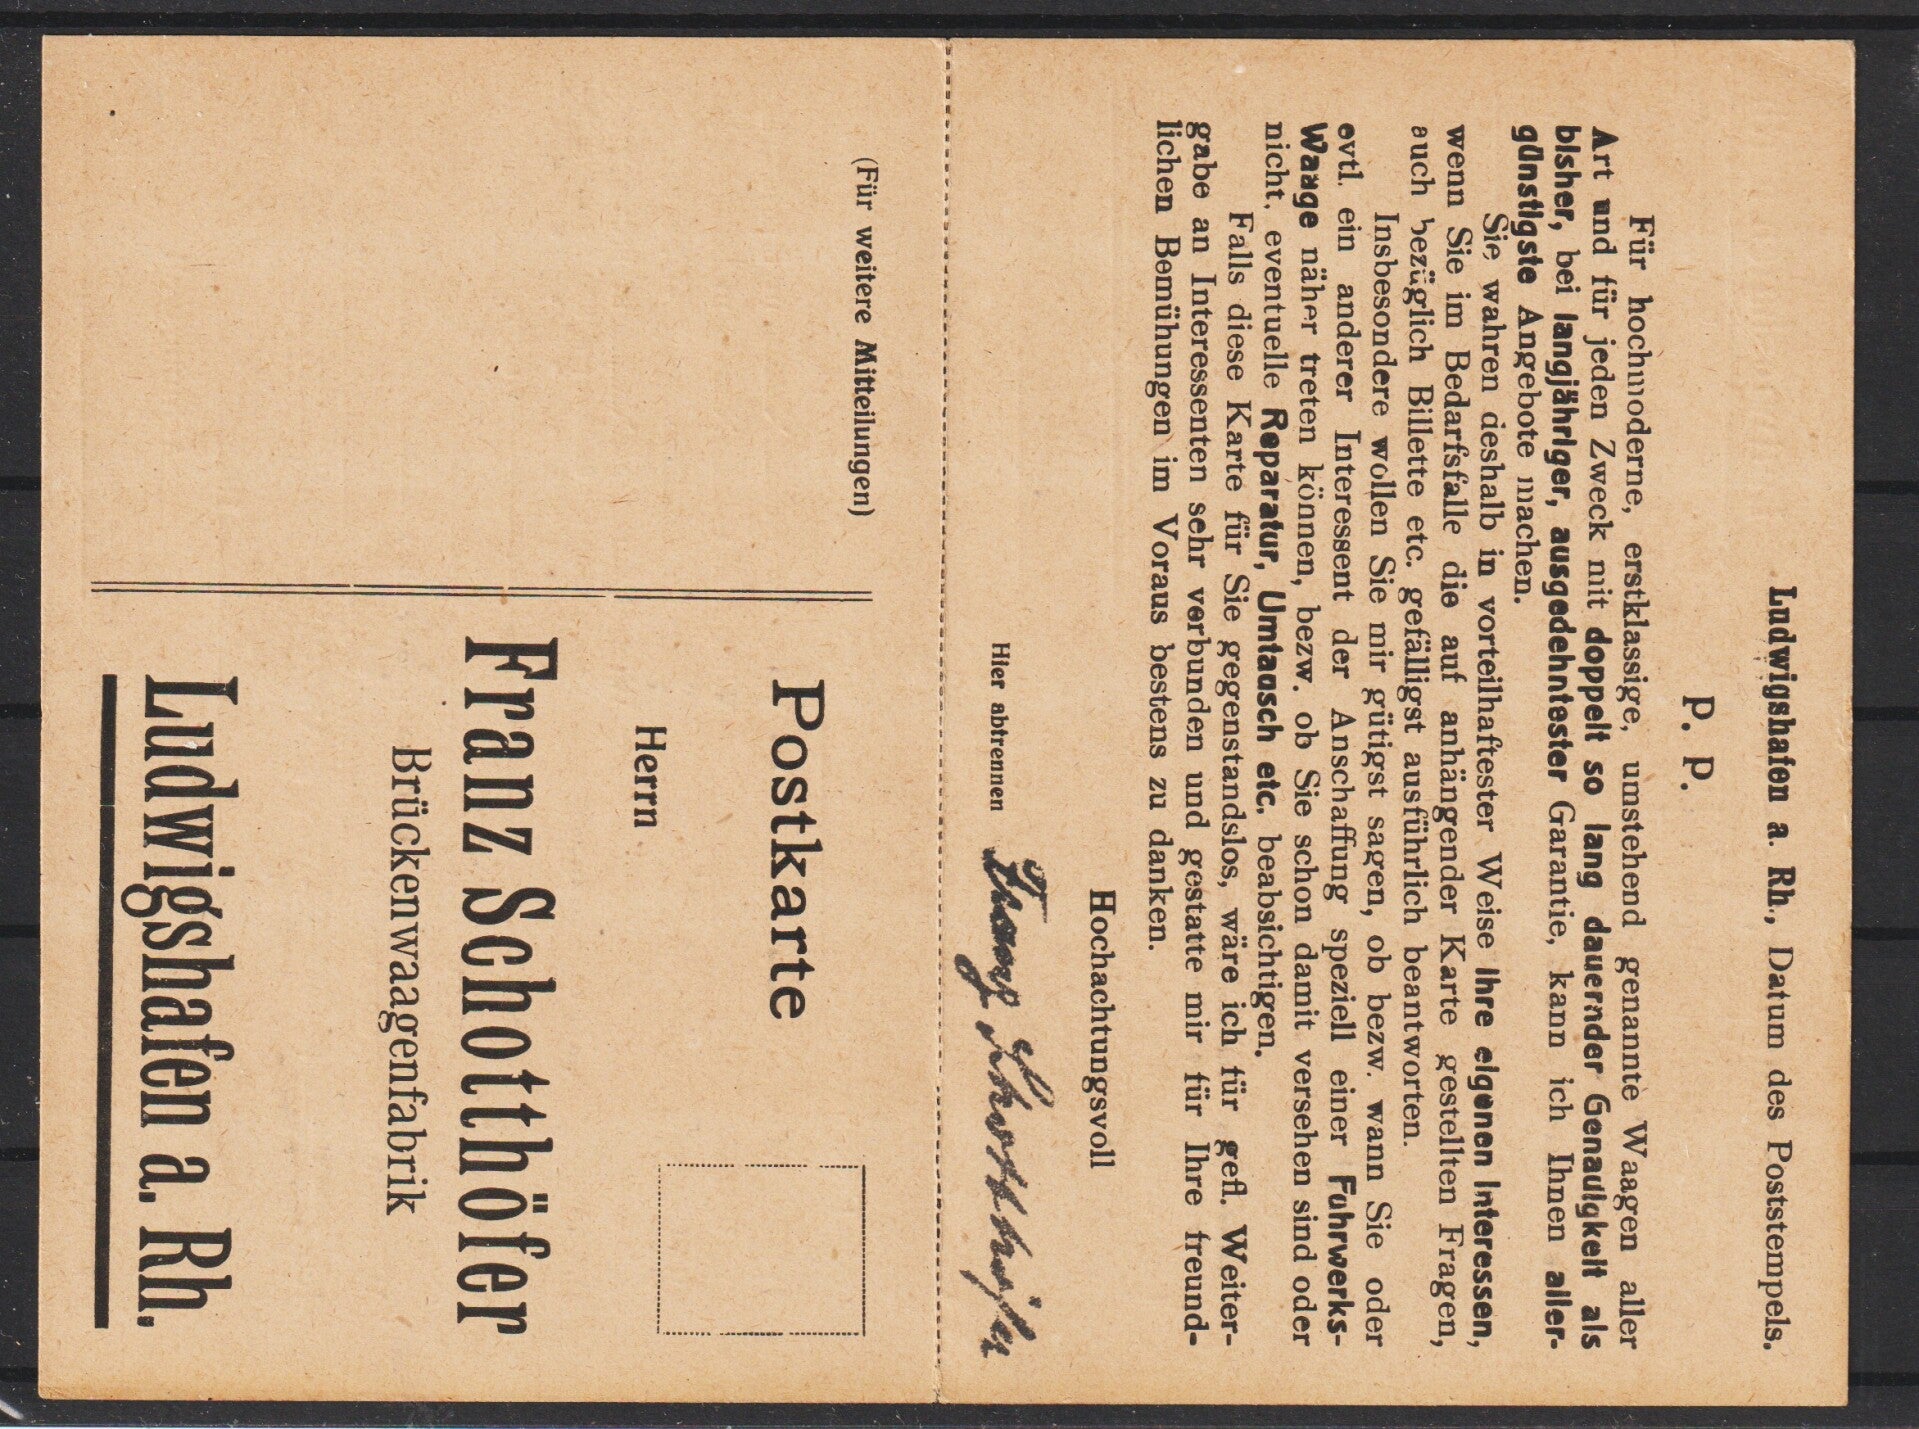 Ludwigshafen a. Rh., Datum des Poststempels.
P. P.
Für hochmoderne, erstklassige, umstehend genannte Waagen aller
Art und für jeden Zweck mit doppelt so lang dauernder Genauigkeit als
bisher, bei langjähriger, ausgedehntester Garantie, kann ich Ihnen aller-
günstigste Angebote machen.
Sie wahren deshalb in vorteilhaftester Weise Ihre eigenen Interessen,
wenn Sie im Bedarfsfalle die auf anhängender Karte gestellten Fragen,
auch bezüglich Billette etc. gefälligst ausführlich beantworten.
Insbesondere wollen Sie mir gütigst sagen, ob bezw. wann Sie oder
evtl. ein anderer Interessent der Anschaffung speziell einer Fuhrwerks-
Waage näher treten können, bezw. ob Sie schon damit versehen sind oder
nicht, eventuelle Reparatur, Umtausch etc. beabsichtigen.
Falls diese Karte für Sie gegenstandslos, wäre ich für gefl. Weiter-
gabe an Interessenten sehr verbunden und gestatte mir für Ihre freund-
lichen Bemühungen im Voraus bestens zu danken.
Hochachtungsvoll
Franz Schotthöfer
Hier abtrennen
(Für weitere Mitteilungen)
Postkarte
Herrn
Franz Schotthöfer
Brückenwaagenfabrik
Ludwigshafen a. Rh.